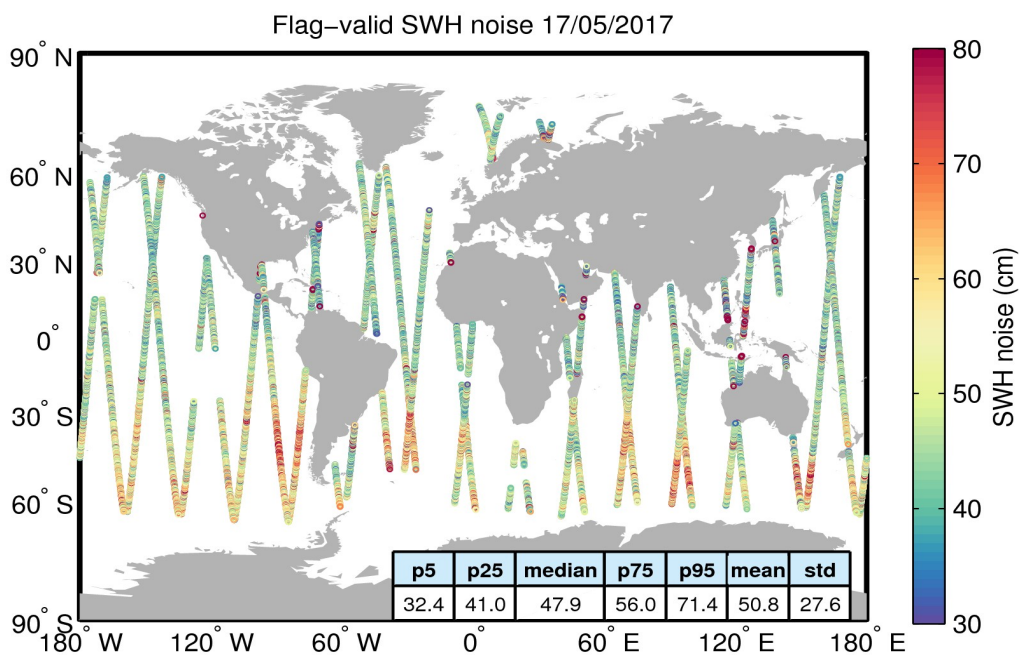 Flag−valid SWH noise 17/05/2017
90° N
60° N
30° N
0°
30° S
60° S
90° S
180° W
120° W
60° W
0°
60° E
120° E
180° E
80
70
60
50
40
30
SWH noise (cm)
p5 p25 median p75 p95 mean std
32.4 41.0 47.9 56.0 71.4 50.8 27.6